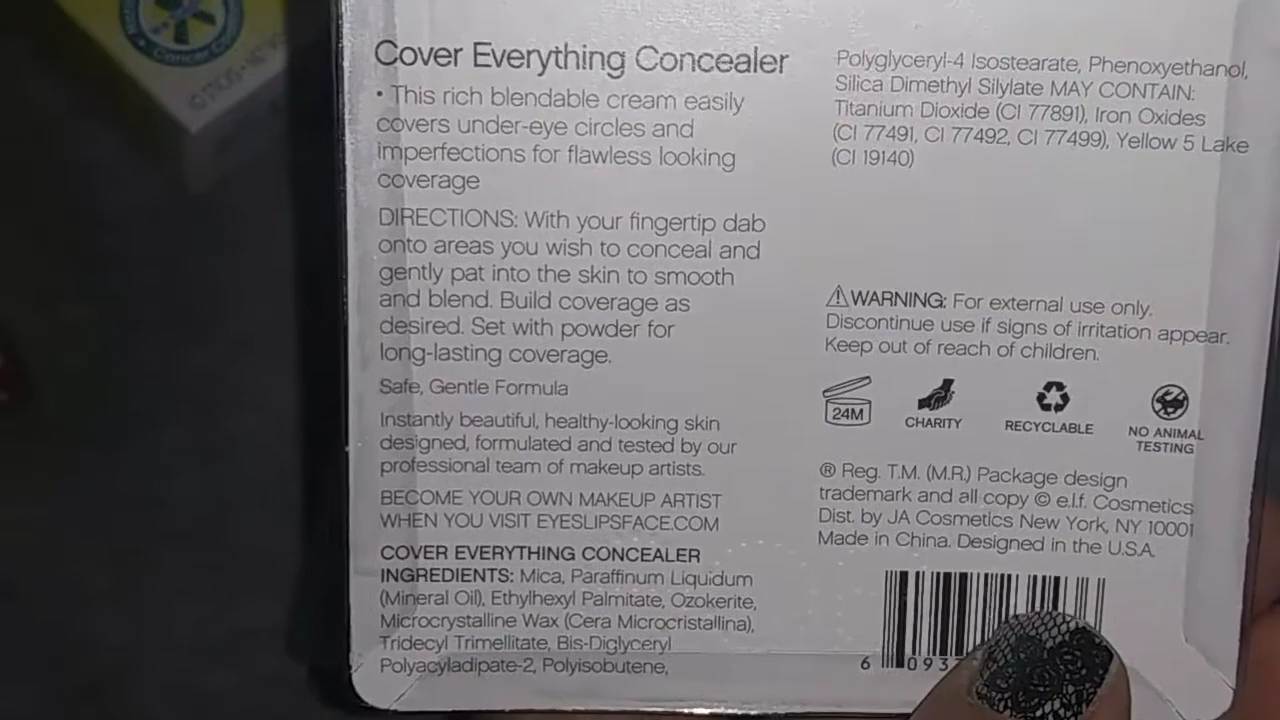 Cancer
Cover Everything Concealer
• This rich blendable cream easily
covers under-eye circles and
imperfections for flawless looking
coverage
DIRECTIONS: With your fingertip dab
onto areas you wish to conceal and
gently pat into the skin to smooth
and blend. Build coverage as
desired. Set with powder for
long-lasting coverage.
Safe, Gentle Formula
Instantly beautiful, healthy-looking skin
designed, formulated and tested by our
professional team of makeup artists.
BECOME YOUR OWN MAKEUP ARTIST
WHEN YOU VISIT EYESLIPSFACE.COM
COVER EVERYTHING CONCEALER
INGREDIENTS: Mica, Paraffinum Liquidum
(Mineral Oil), Ethylhexyl Palmitate, Ozokerite,
Microcrystalline Wax (Cera Microcristallina),
Tridecyl Trimellitate, Bis-Diglyceryl
Polyacyladipate-2, Polyisobutene,
Polyglyceryl-4 Isostearate, Phenoxyethanol,
Silica Dimethyl Silylate MAY CONTAIN:
Titanium Dioxide (CI 77891), Iron Oxides
(CI 77491, CI 77492, CI 77499), Yellow 5 Lake
(CI 19140)
WARNING: For external use only.
Discontinue use if signs of irritation appear.
Keep out of reach of children.
24M
CHARITY
RECYCLABLE
NO ANIMAL
TESTING
® Reg. T.M. (M.R.) Package design
trademark and all copy © e.l.f. Cosmetics
Dist. by JA Cosmetics New York, NY 10001
Made in China. Designed in the U.S.A.
6 093